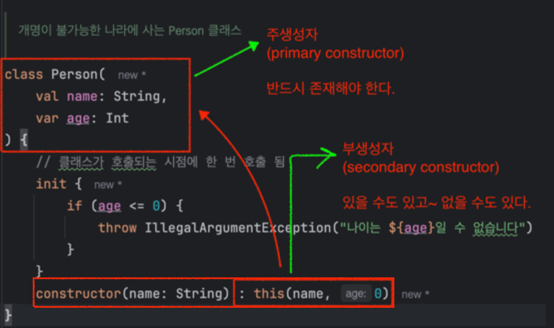 개명이 불가능한 나라에 사는 Person 클래스
주생성자
(primary constructor)
반드시 존재해야 한다.
class Person( new *
val name: String,
var age: Int
) {
// 클래스가 호출되는 시점에 한 번 호출 됨
init { new *
if (age <= 0) {
throw IllegalArgumentException("나이는 ${age}일 수 없습니다")
}
}
부생성자
(secondary constructor)
있을 수도 있고~ 없을 수도 있다.
constructor(name: String) : this(name, age: 0) new *
}